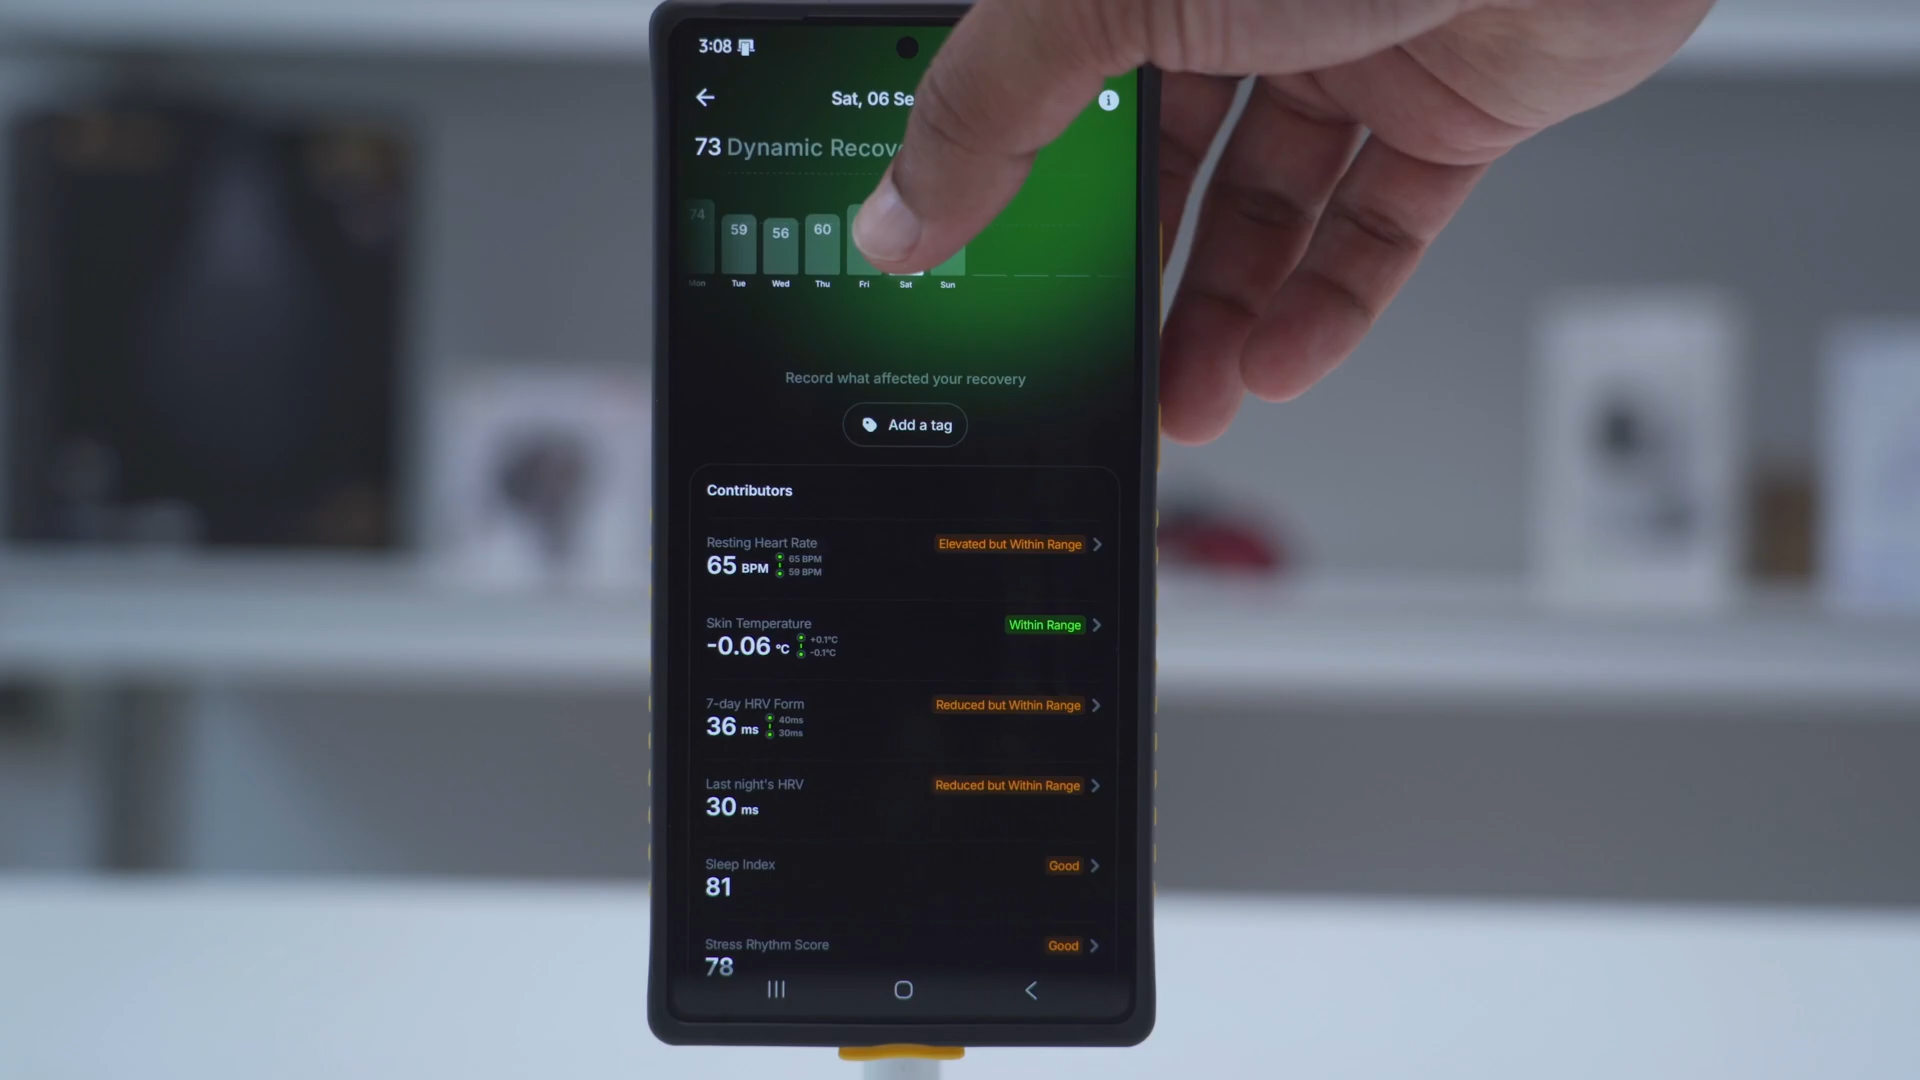 3:08
Sat, 06 Se
73 Dynamic Recov
74 59 56 60
Mon Tue Wed Thu Fri Sat Sun
Record what affected your recovery
Add a tag
Contributors
Resting Heart Rate
Elevated but Within Range
65 BPM
65 BPM
59 BPM
Skin Temperature
Within Range
-0.06 °C
+0.1°C
-0.1°C
7-day HRV Form
Reduced but Within Range
36 ms
40ms
30ms
Last night's HRV
Reduced but Within Range
30 ms
Sleep Index
Good
81
Stress Rhythm Score
Good
78